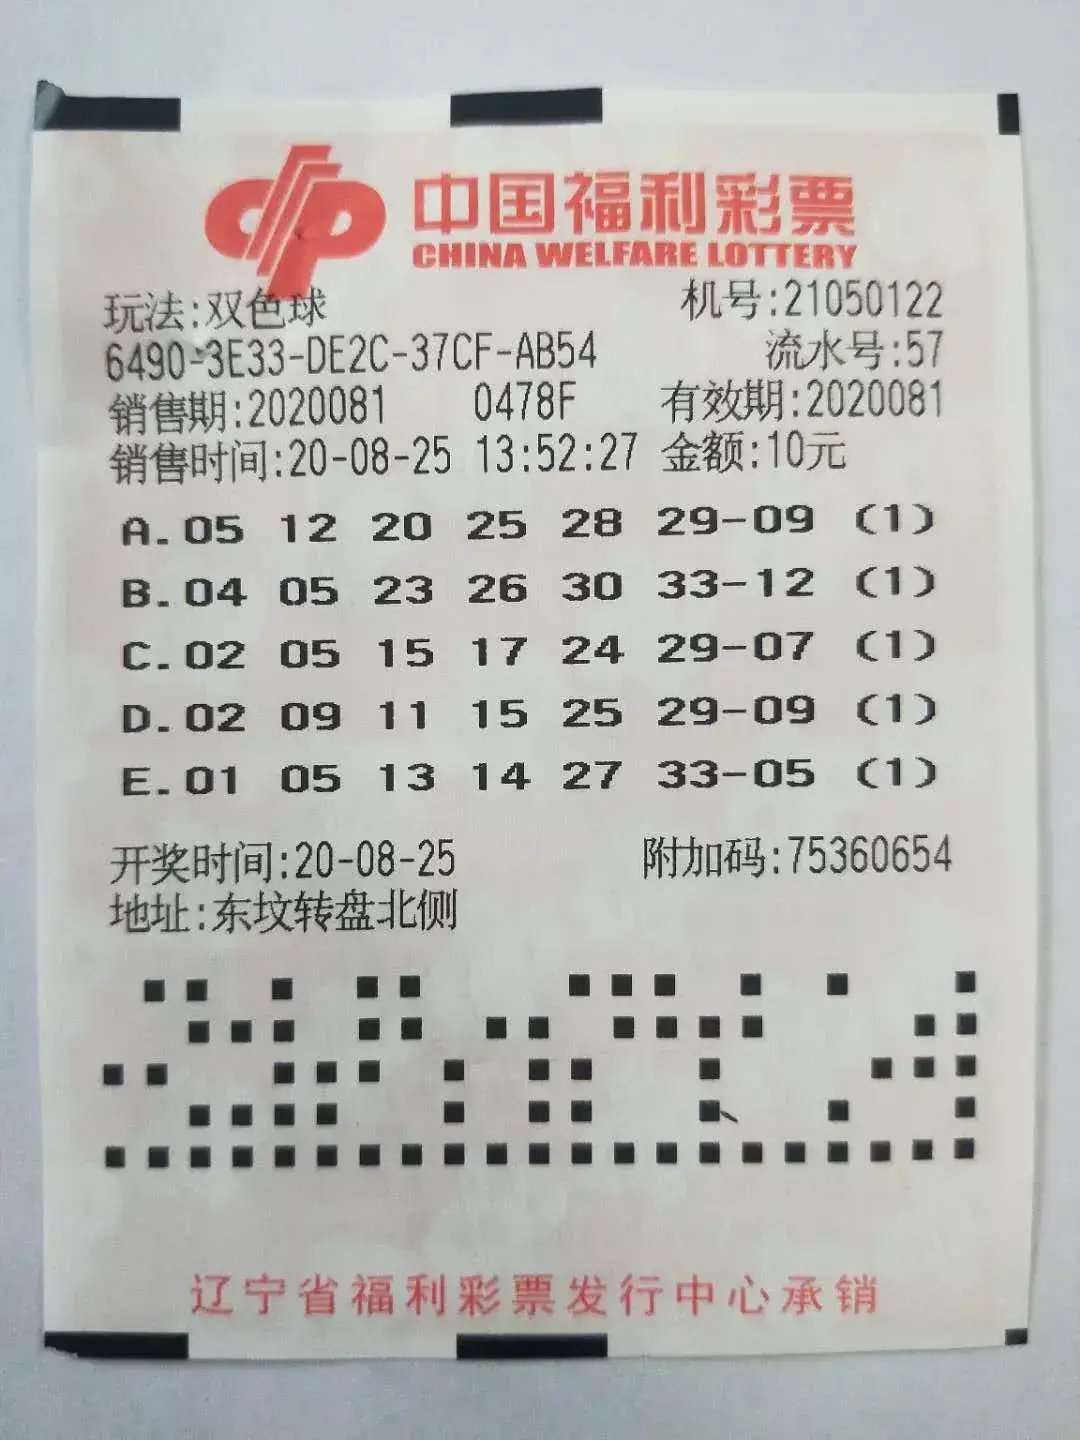 中国福利彩票
CHINA WELFARE LOTTERY
玩法:双色球 机号:21050122
6490-3E33-DE2C-37CF-AB54 流水号:57
销售期:2020081 0478F 有效期:2020081
销售时间:20-08-25 13:52:27 金额:10元
A.05 12 20 25 28 29-09 (1)
B.04 05 23 26 30 33-12 (1)
C.02 05 15 17 24 29-07 (1)
D.02 09 11 15 25 29-09 (1)
E.01 05 13 14 27 33-05 (1)
开奖时间:20-08-25 附加码:75360654
地址:东坟转盘北侧
辽宁省福利彩票发行中心承销